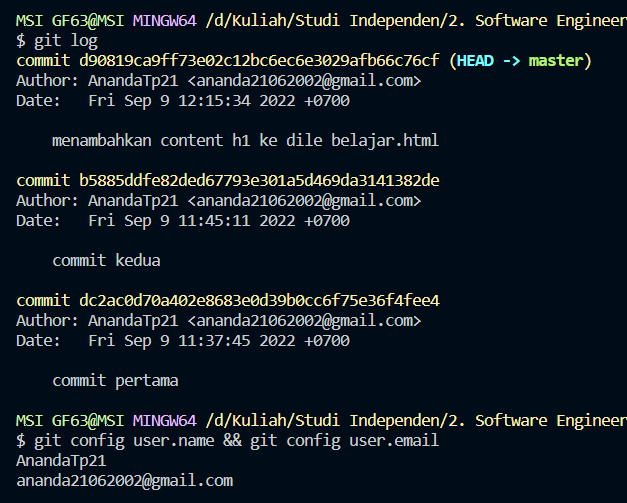 MSI GF63@MSI MINGW64 /d/Kuliah/Studi Independen/2. Software Engineer
$ git log
commit d90819ca9ff73e02c12bc6ec6e3029afb66c76cf (HEAD -> master)
Author: AnandaTp21 <ananda21062002@gmail.com>
Date:   Fri Sep 9 12:15:34 2022 +0700
menambahkan content h1 ke dile belajar.html
commit b5885ddfe82ded67793e301a5d469da3141382de
Author: AnandaTp21 <ananda21062002@gmail.com>
Date:   Fri Sep 9 11:45:11 2022 +0700
commit kedua
commit dc2ac0d70a402e8683e0d39b0cc6f75e36f4fee4
Author: AnandaTp21 <ananda21062002@gmail.com>
Date:   Fri Sep 9 11:37:45 2022 +0700
commit pertama
MSI GF63@MSI MINGW64 /d/Kuliah/Studi Independen/2. Software Engineer
$ git config user.name && git config user.email
AnandaTp21
ananda21062002@gmail.com